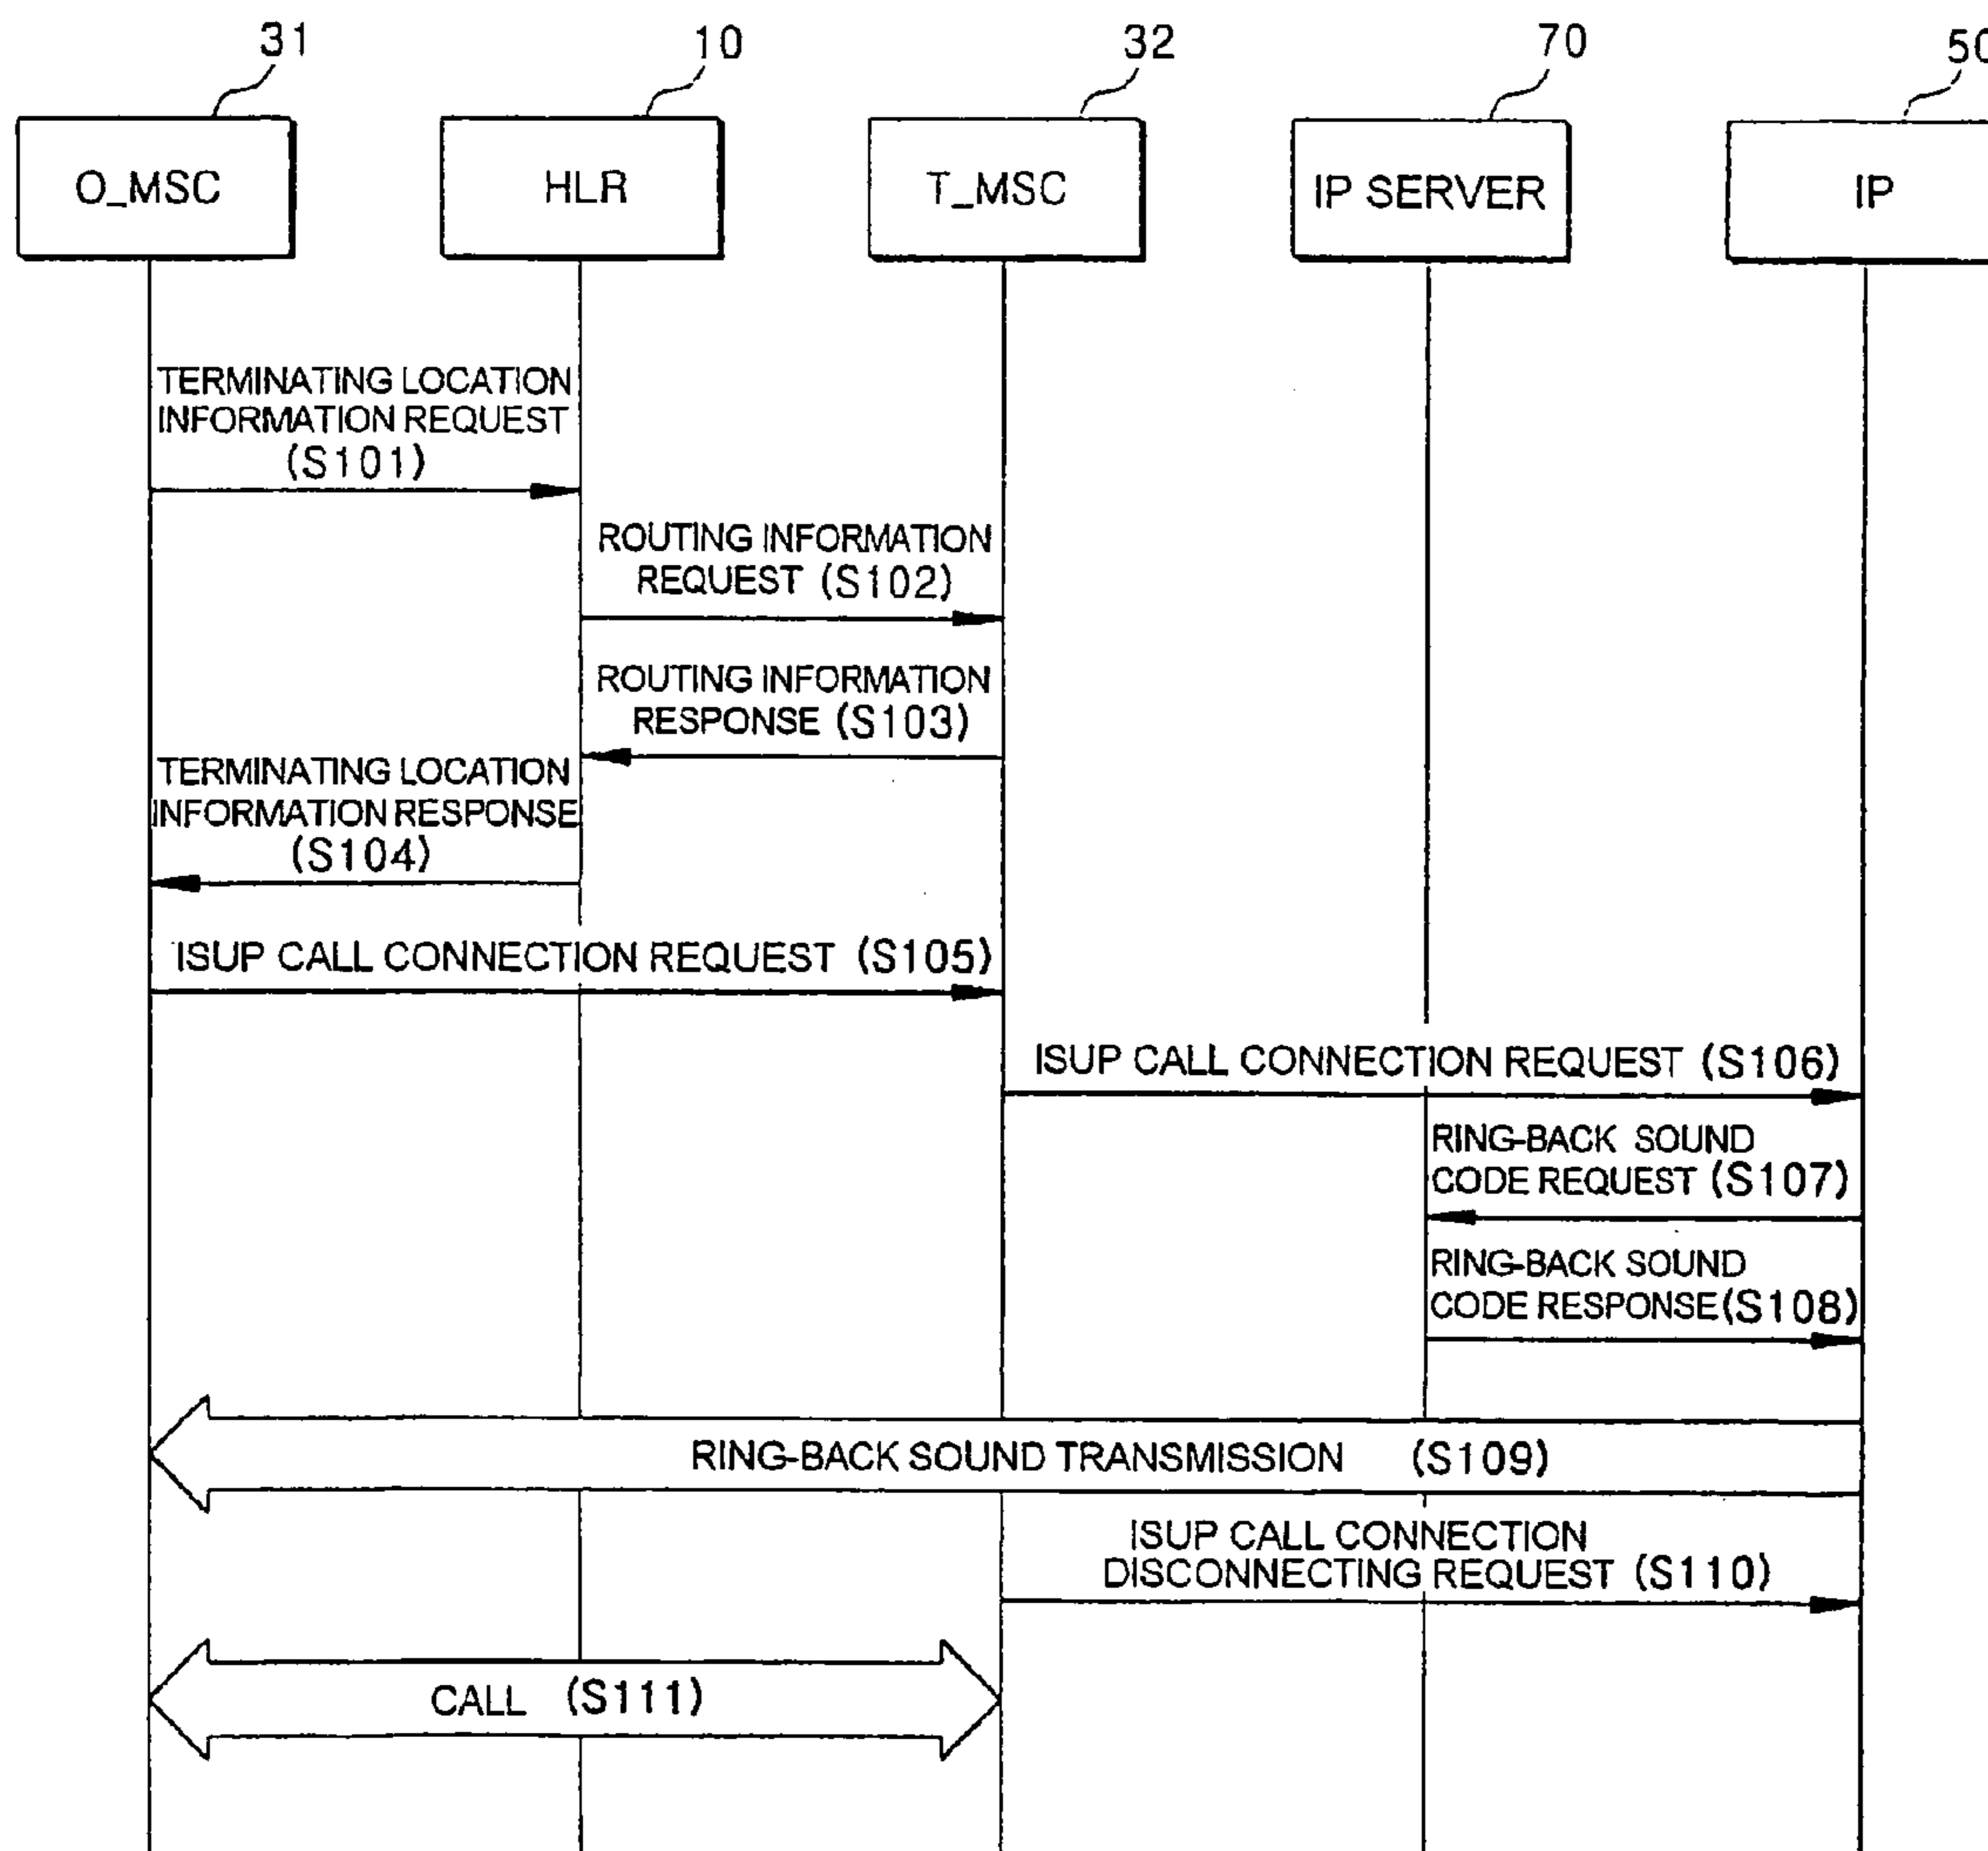 31
10
32
70
50
O_MSC
HLR
T_MSC
IP SERVER
IP
TERMINATING LOCATION
INFORMATION REQUEST
(S101)
ROUTING INFORMATION
REQUEST (S102)
ROUTING INFORMATION
RESPONSE (S103)
TERMINATING LOCATION
INFORMATION RESPONSE
(S104)
ISUP CALL CONNECTION REQUEST (S105)
ISUP CALL CONNECTION REQUEST (S106)
RING-BACK SOUND
CODE REQUEST (S107)
RING-BACK SOUND
CODE RESPONSE(S108)
RING-BACK SOUND TRANSMISSION (S109)
ISUP CALL CONNECTION
DISCONNECTING REQUEST (S110)
CALL (S111)